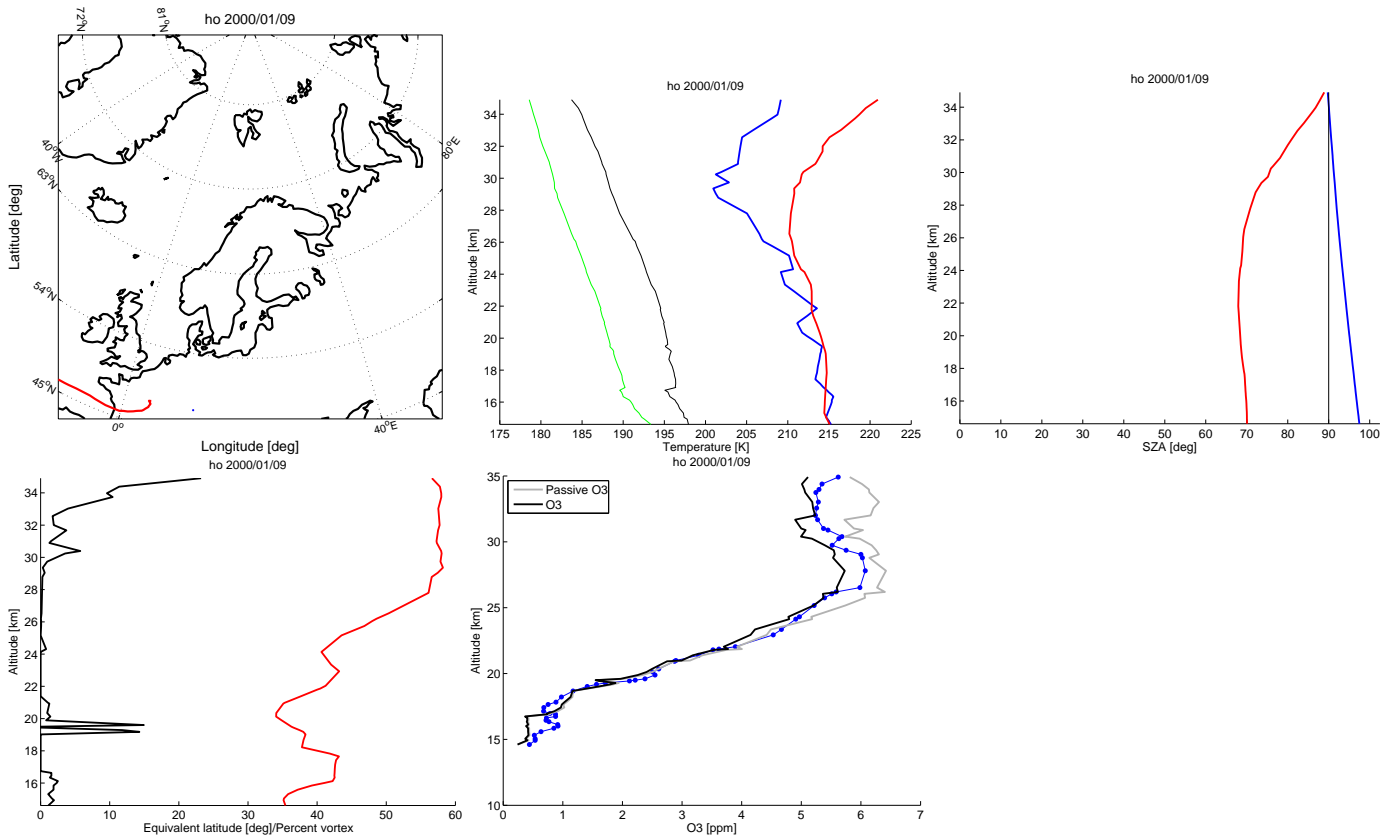 72°N
81°N
ho 2000/01/09
40°W
63°N
54°N
45°N
0°
40°E
80°E
Latitude [deg]
Longitude [deg]
ho 2000/01/09
34
32
30
28
26
24
22
20
18
16
Altitude [km]
175 180 185 190 195 200 205 210 215 220 225
Temperature [K]
ho 2000/01/09
34
32
30
28
26
24
22
20
18
16
Altitude [km]
0 10 20 30 40 50 60 70 80 90 100
SZA [deg]
ho 2000/01/09
34
32
30
28
26
24
22
20
18
16
Altitude [km]
0 10 20 30 40 50 60
Equivalent latitude [deg]/Percent vortex
ho 2000/01/09
Passive O3
O3
35
30
25
20
15
10
Altitude [km]
0 1 2 3 4 5 6 7
O3 [ppm]